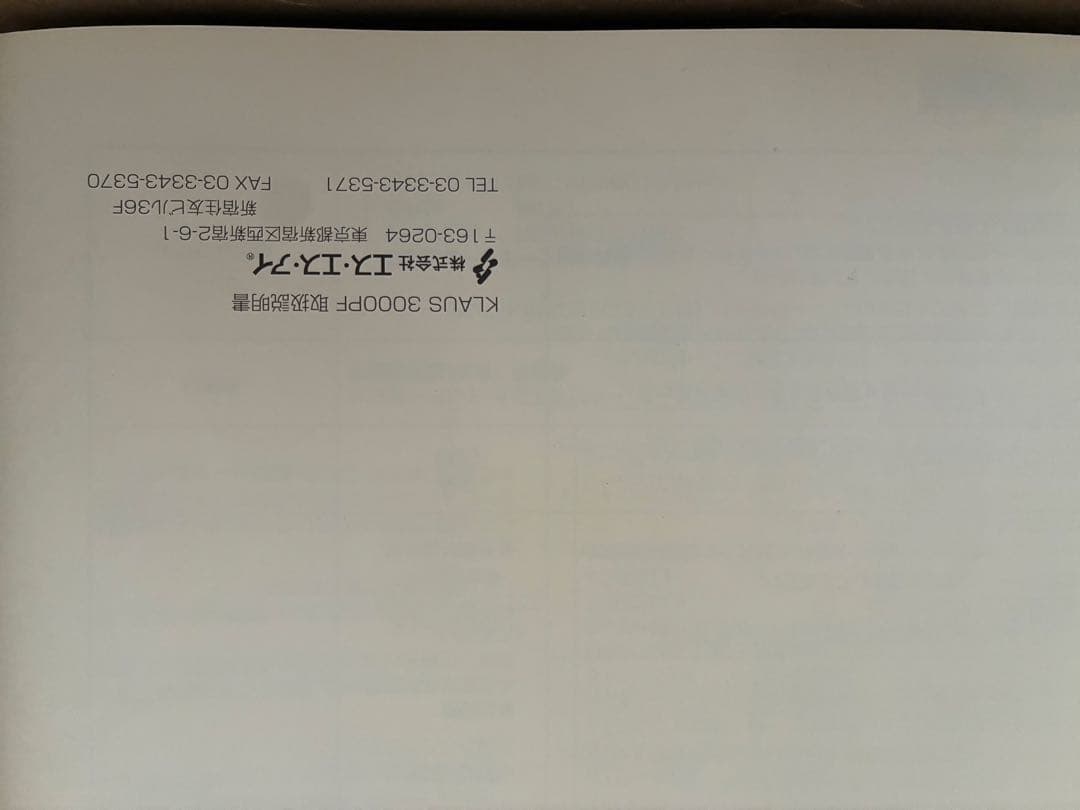 KLAUS 3000PF 取扱説明書
株式会社 エス・エス・アイ®
〒163-0264 東京都新宿区西新宿2-6-1
新宿住友ビル36F
TEL 03-3343-5371 FAX 03-3343-5370